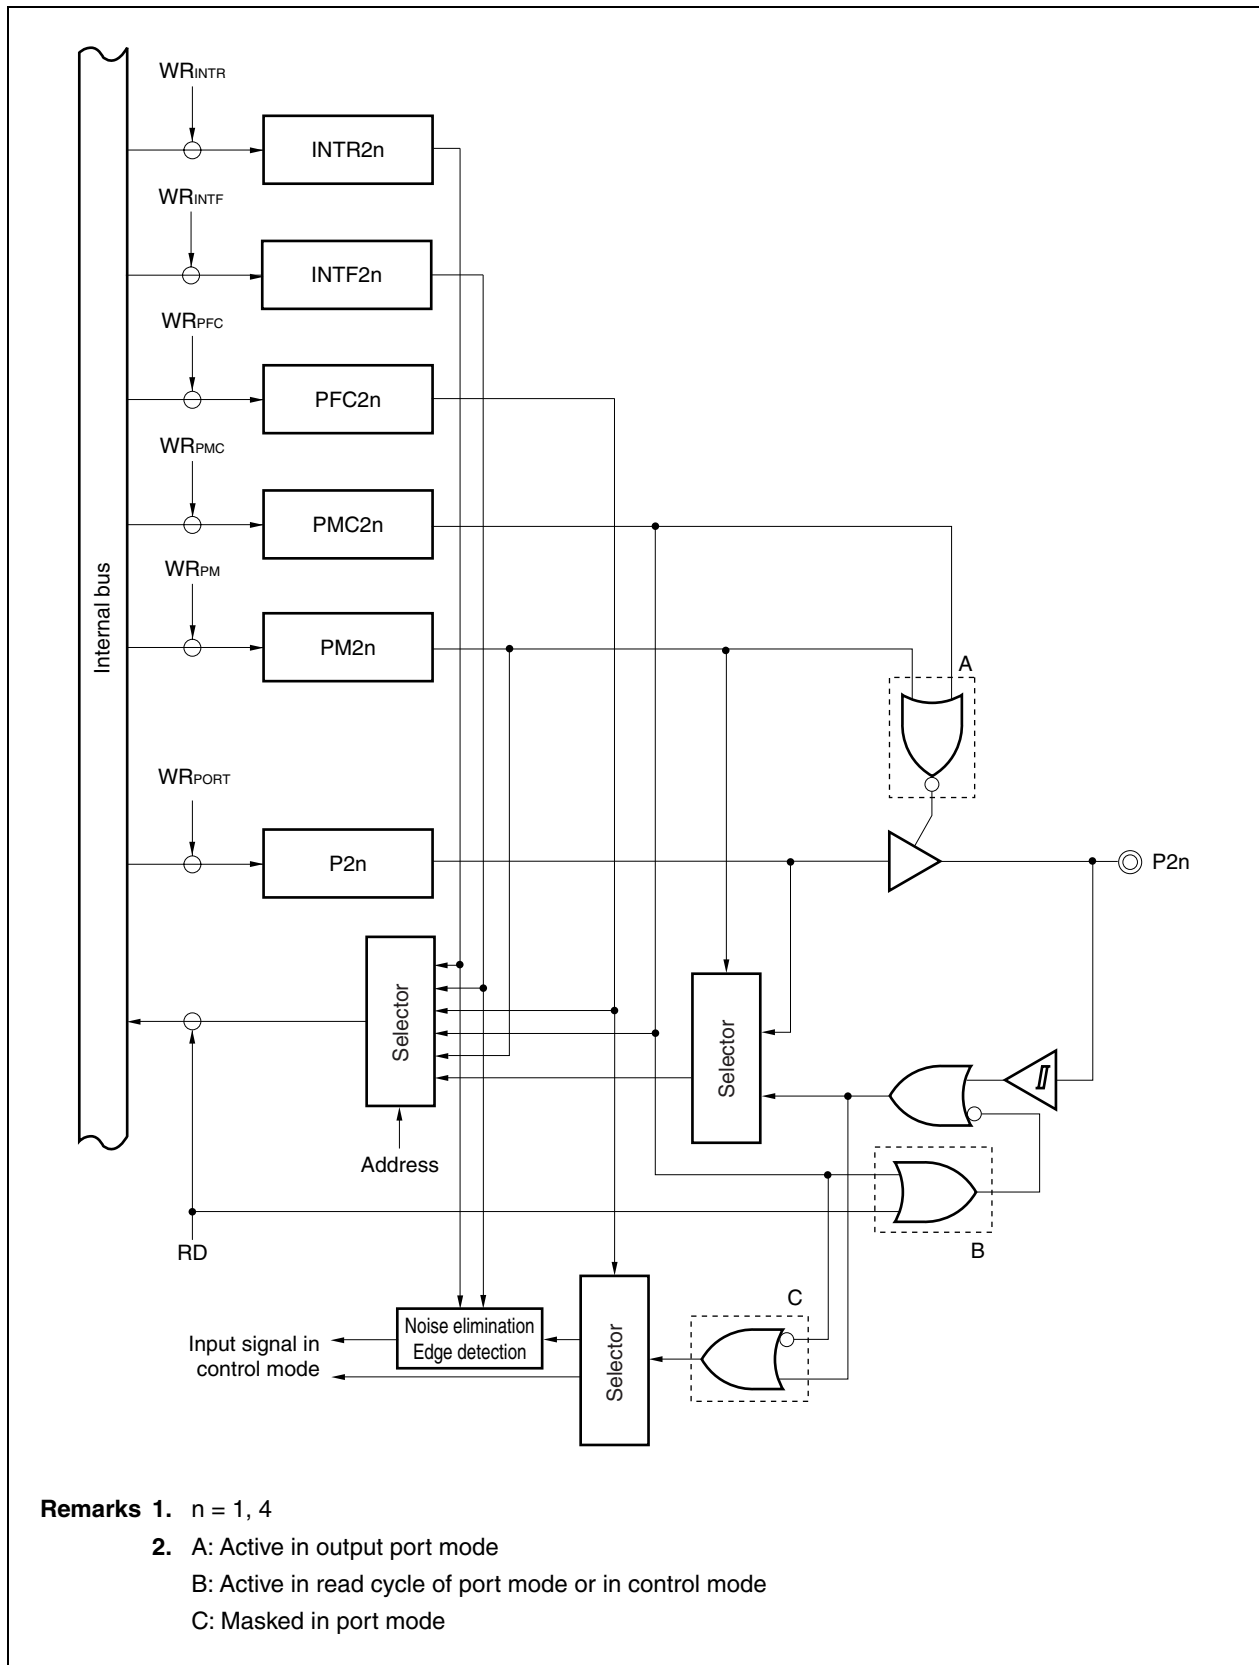 WRINTR
INTR2n
WRINTF
INTF2n
WRPFC
PFC2n
WRPMC
PMC2n
WRPM
PM2n
Internal bus
A
WRPORT
P2n
P2n
Selector
Selector
Address
RD
B
C
Noise elimination
Edge detection
Input signal in
control mode
Selector
Remarks 1. n = 1, 4
2. A: Active in output port mode
B: Active in read cycle of port mode or in control mode
C: Masked in port mode